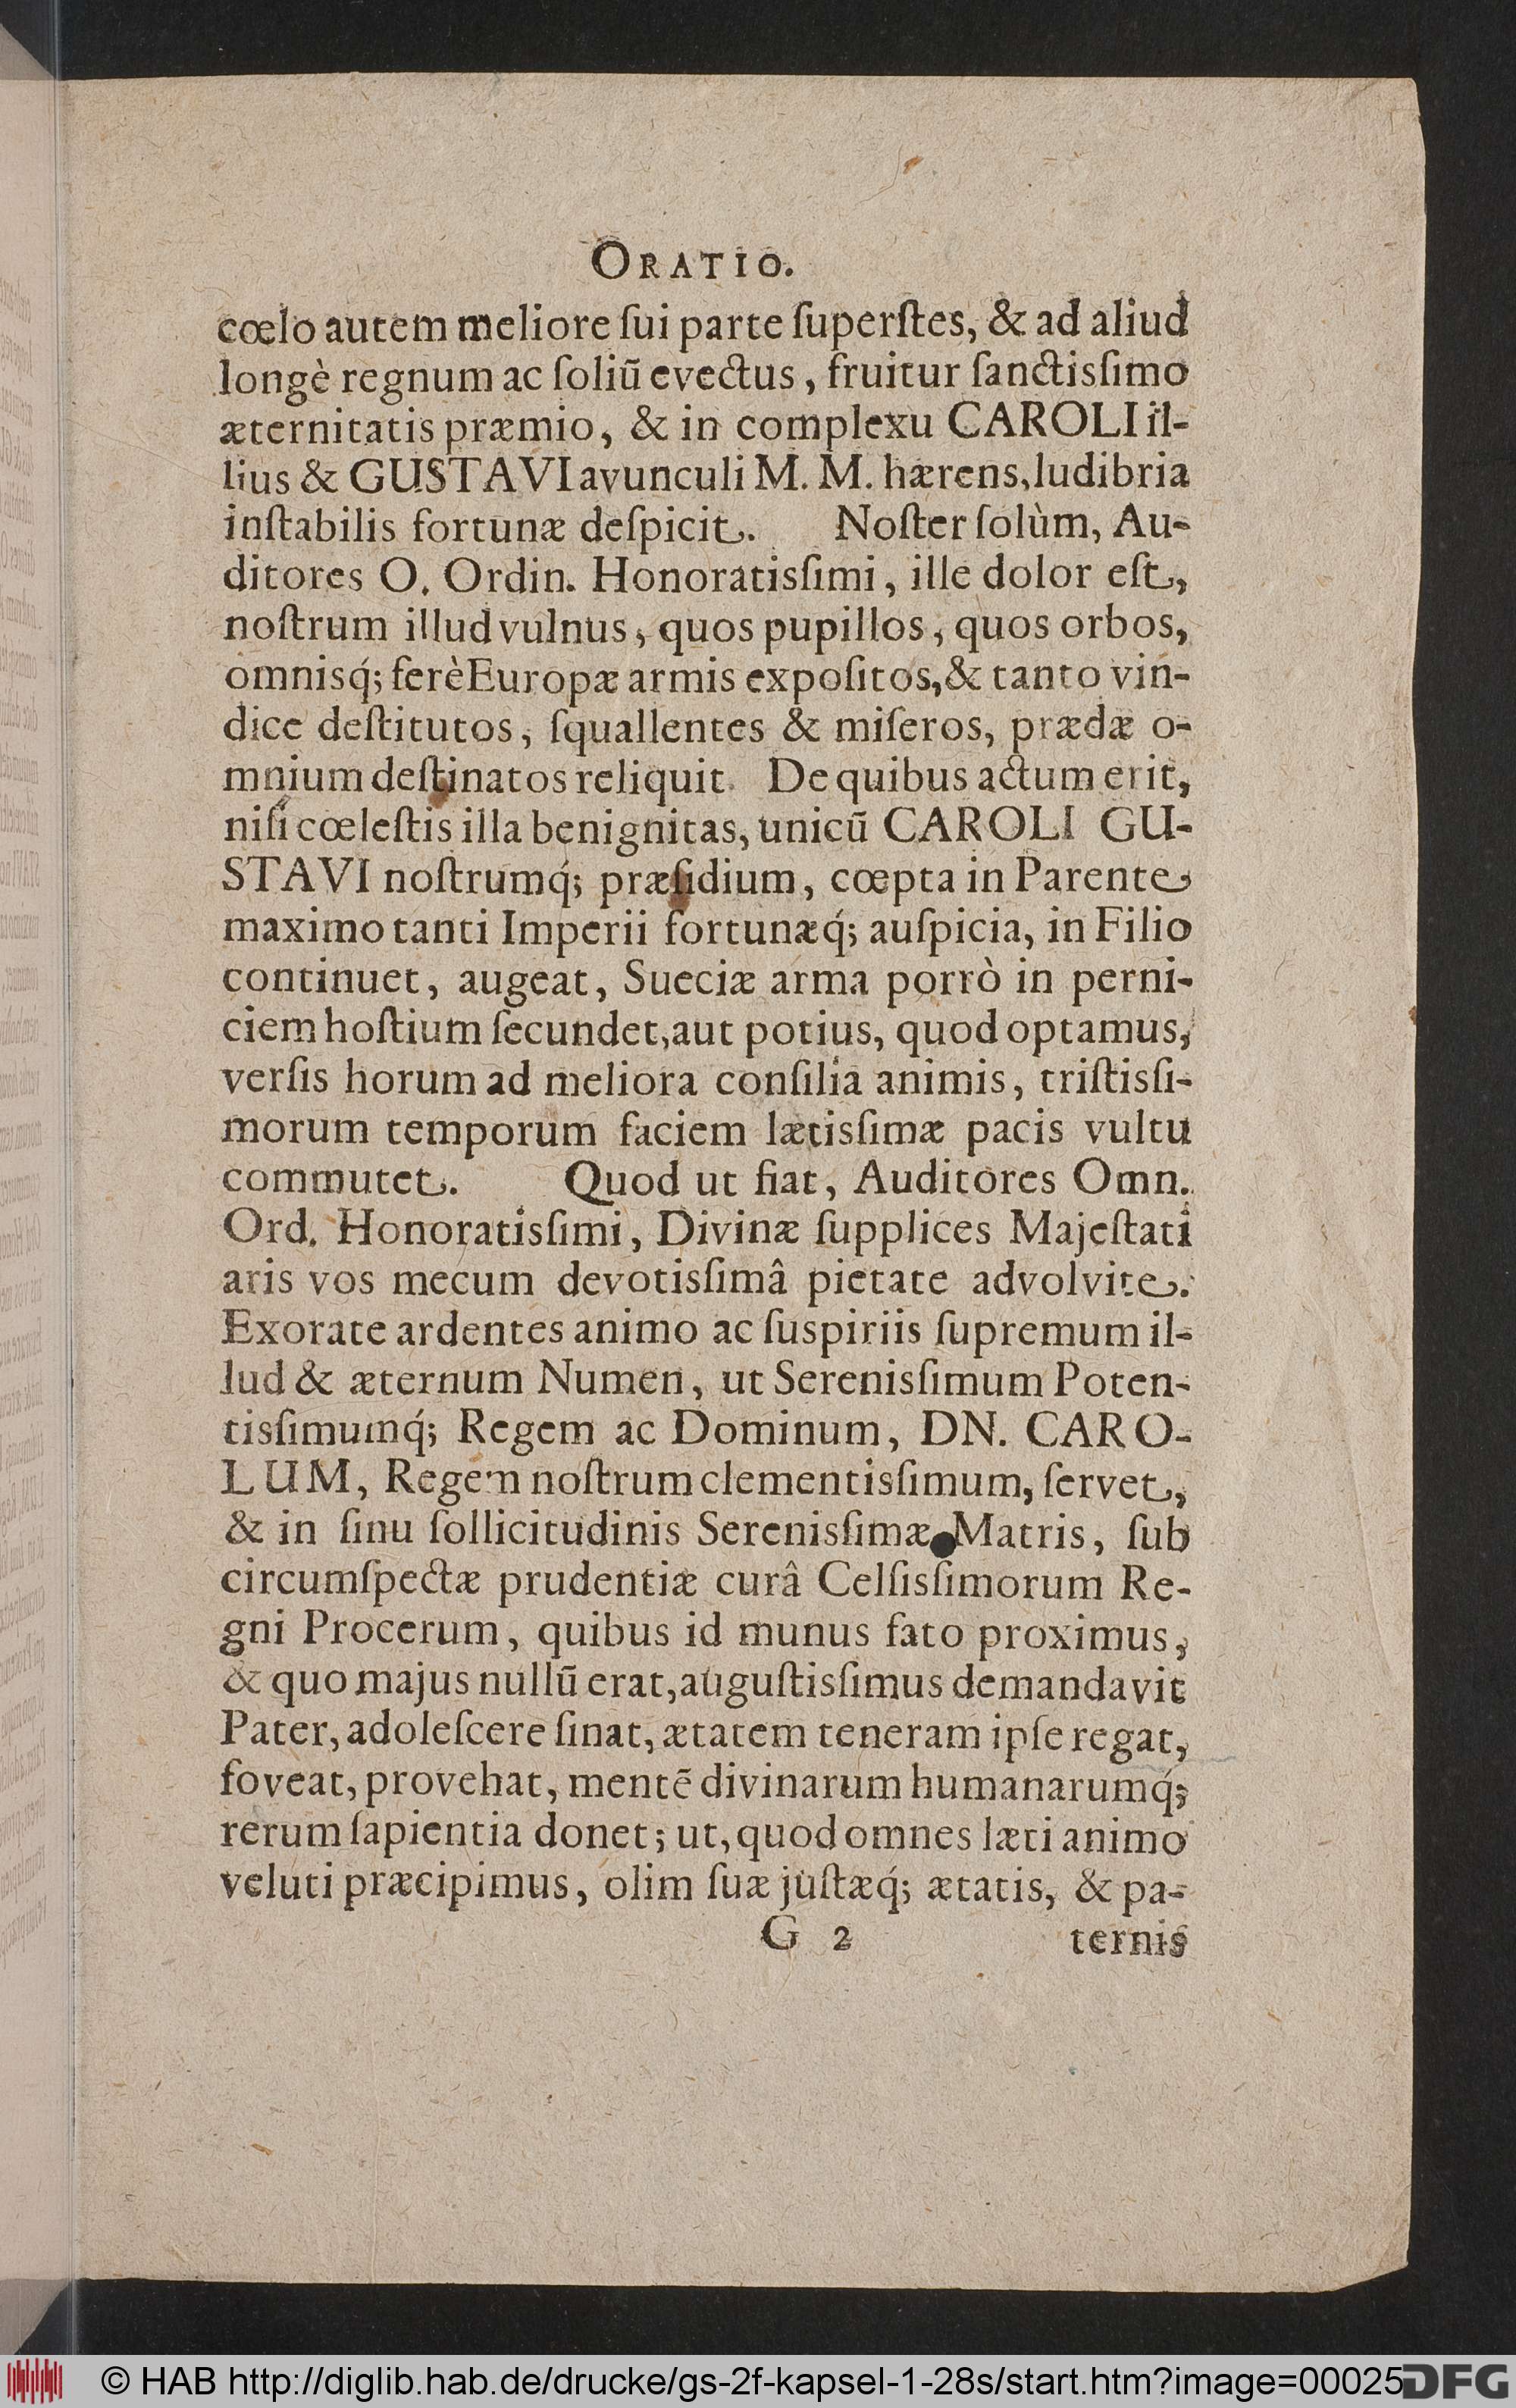 ORATIO.
cœlo autem meliore ſui parte ſuperſtes, & ad aliud
longè regnum ac ſoliū evectus, fruitur ſanctisſimo
æternitatis præmio, & in complexu CAROLI il-
lius & GUSTAVI avunculi M. M. hærens, ludibria
inſtabilis fortunæ deſpicit. Noſter ſolùm, Au-
ditores O. Ordin. Honoratisſimi, ille dolor eſt,
noſtrum illud vulnus, quos pupillos, quos orbos,
omnisq́; ferè Europæ armis expoſitos, & tanto vin-
dice deſtitutos, ſquallentes & miſeros, prædæ o-
mnium deſtinatos reliquit. De quibus actum erit,
niſi cœleſtis illa benignitas, unicū CAROLI GU-
STAVI noſtrumq́; præſidium, cœpta in Parente
maximo tanti Imperii fortunæq́; auſpicia, in Filio
continuet, augeat, Sueciæ arma porrò in perni-
ciem hoſtium ſecundet, aut potius, quod optamus,
verſis horum ad meliora conſilia animis, triſtisſi-
morum temporum faciem lætisſimæ pacis vultu
commutet. Quod ut fiat, Auditores Omn.
Ord. Honoratisſimi, Divinæ ſupplices Majeſtati
aris vos mecum devotisſimâ pietate advolvite.
Exorate ardentes animo ac ſuspiriis ſupremum il-
lud & æternum Numen, ut Serenisſimum Poten-
tisſimumq́; Regem ac Dominum, DN. CARO-
LUM, Regem noſtrum clementisſimum, ſervet,
& in ſinu ſollicitudinis Serenisſimæ Matris, ſub
circumſpectæ prudentiæ curâ Celſisſimorum Re-
gni Procerum, quibus id munus fato proximus,
& quo majus nullū erat, auguſtisſimus demandavit
Pater, adoleſcere ſinat, ætatem teneram ipſe regat,
foveat, provehat, mentē divinarum humanarumq́;
rerum ſapientia donet; ut, quod omnes læti animo
veluti præcipimus, olim ſuæ juſtæq́; ætatis, & pa-
G 2 ternis
© HAB http://diglib.hab.de/drucke/gs-2f-kapsel-1-28s/start.htm?image=00025
DFG